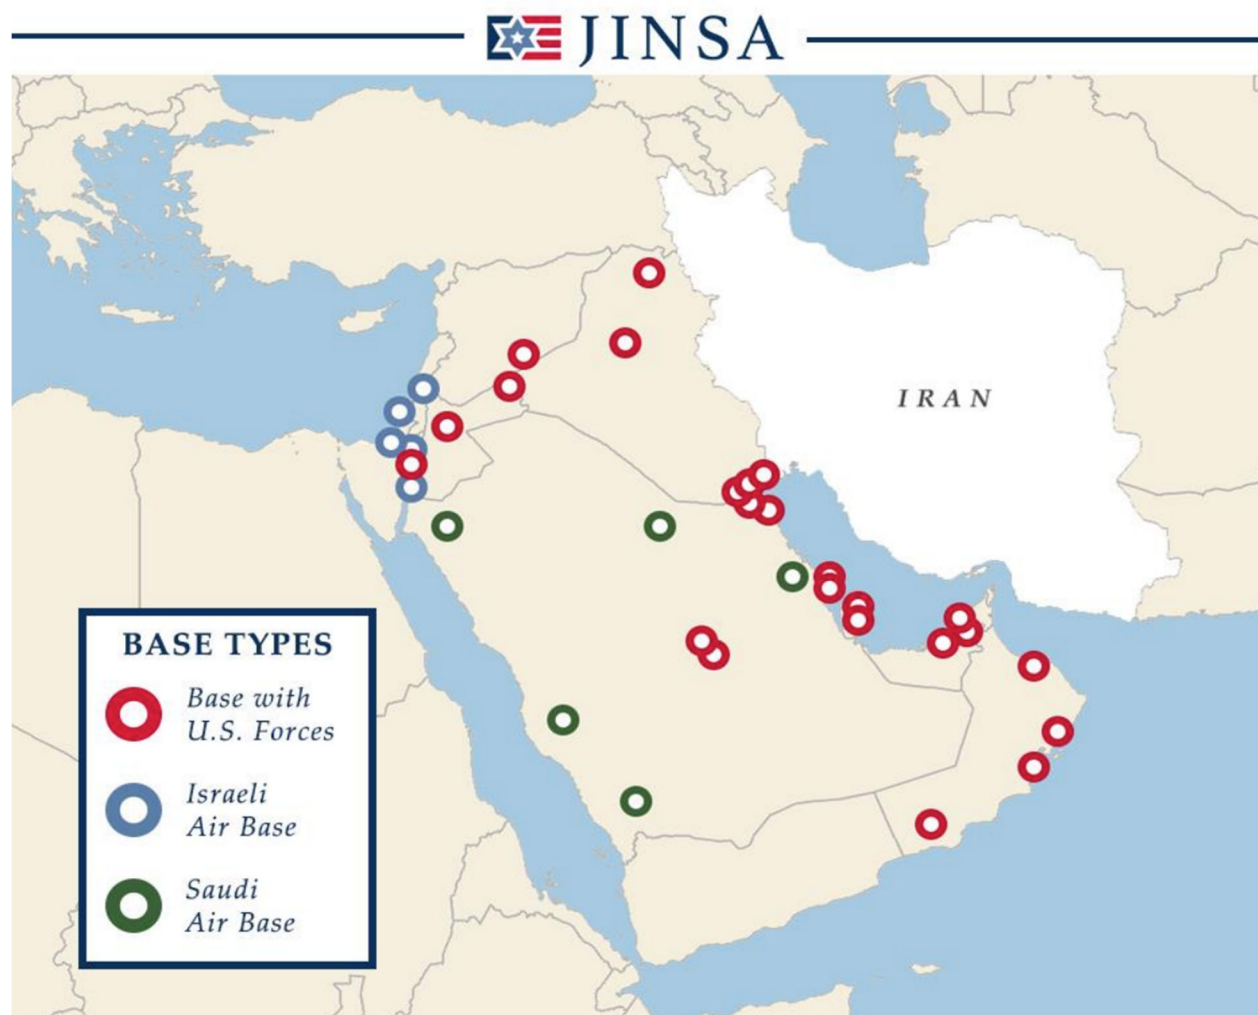 JINSA
IRAN
BASE TYPES
Base with
U.S. Forces
Israeli
Air Base
Saudi
Air Base